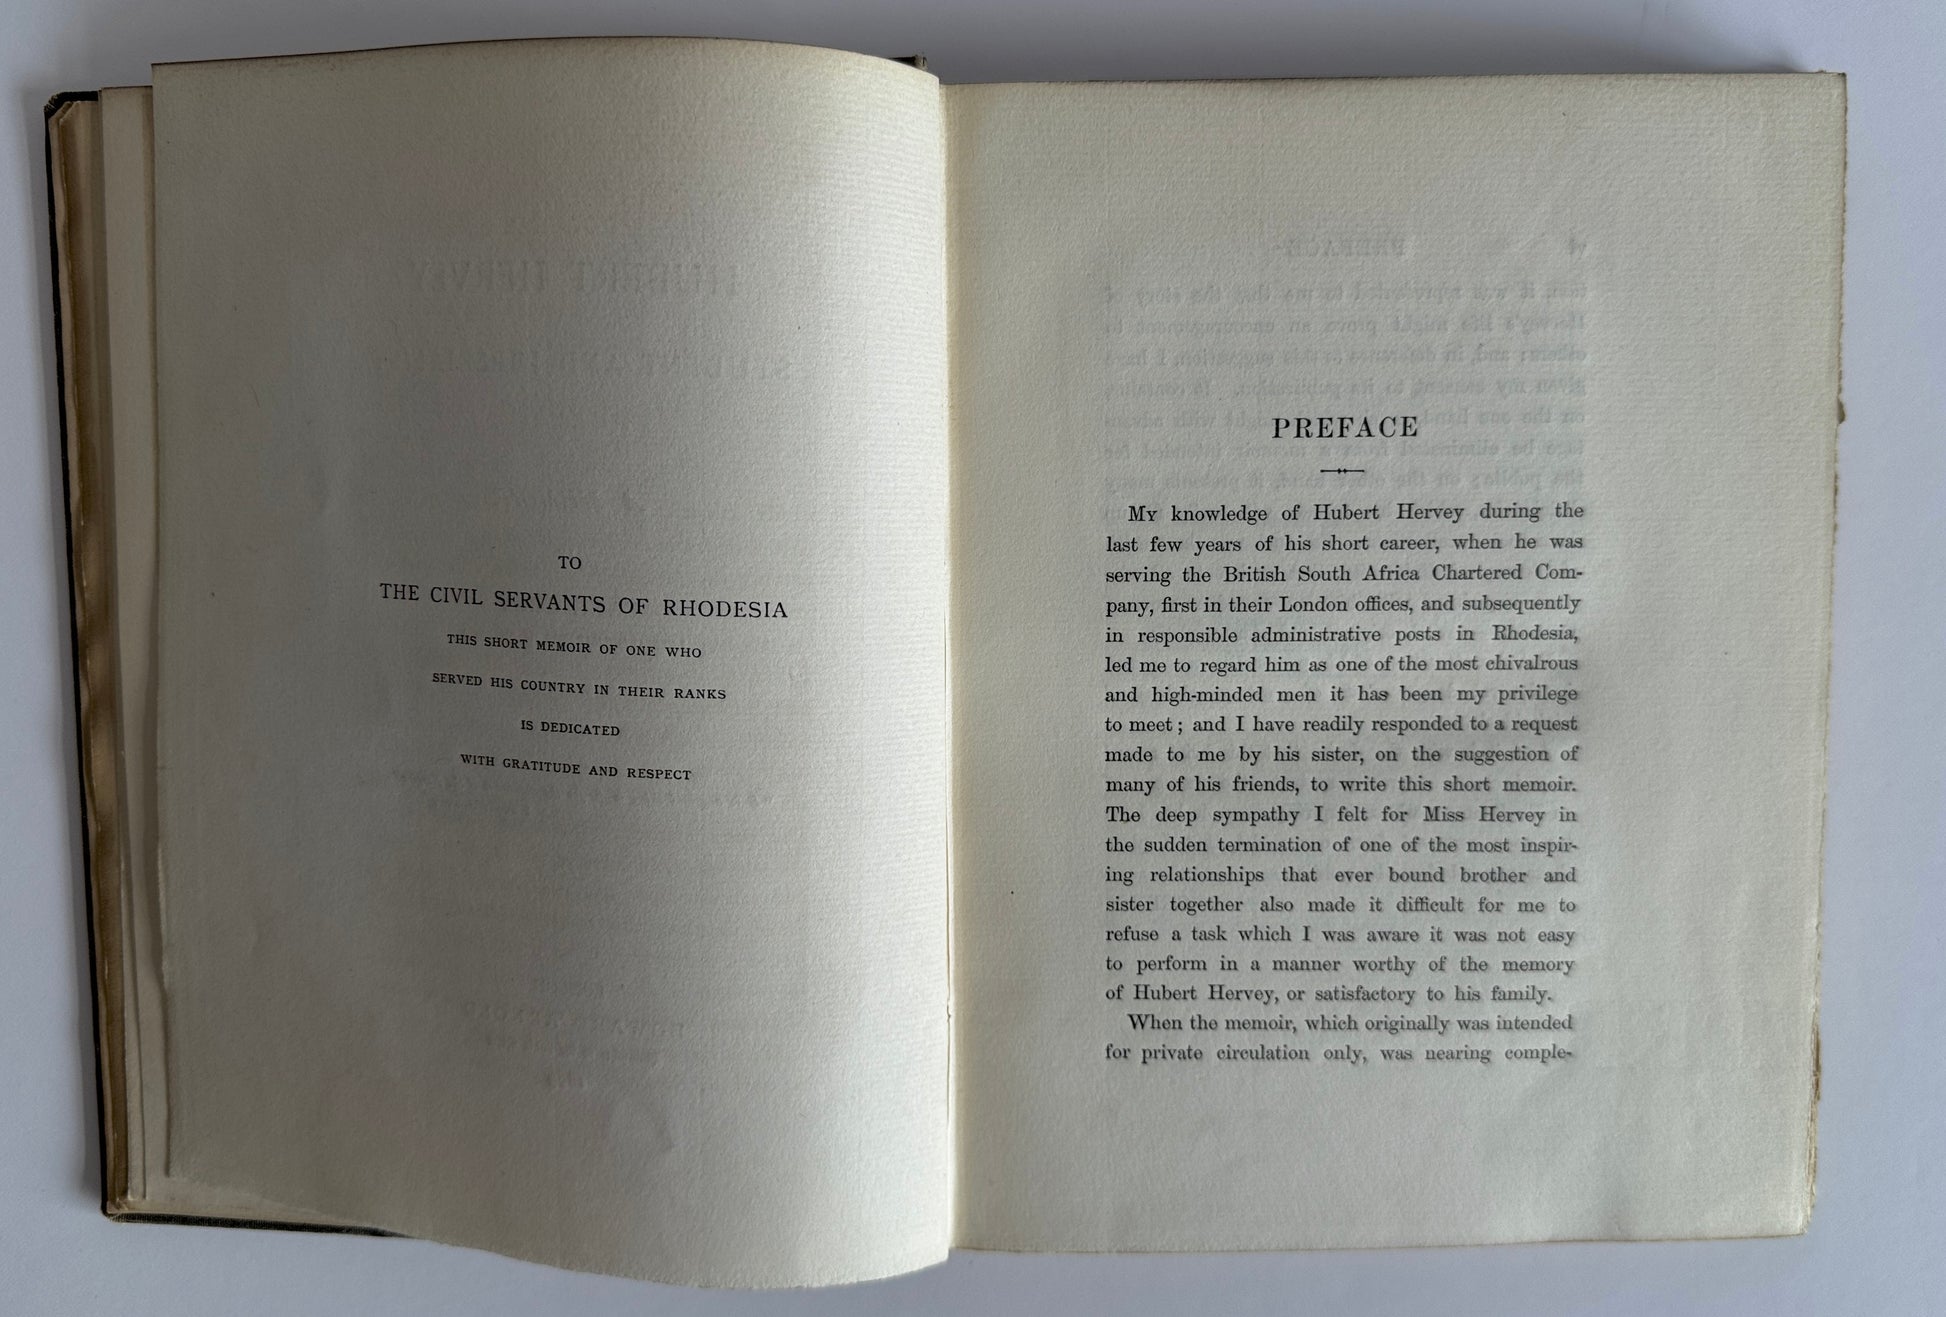 TO
THE CIVIL SERVANTS OF RHODESIA
THIS SHORT MEMOIR OF ONE WHO
SERVED HIS COUNTRY IN THEIR RANKS
IS DEDICATED
WITH GRATITUDE AND RESPECT
PREFACE
My knowledge of Hubert Hervey during the
last few years of his short career, when he was
serving the British South Africa Chartered Com-
pany, first in their London offices, and subsequently
in responsible administrative posts in Rhodesia,
led me to regard him as one of the most chivalrous
and high-minded men it has been my privilege
to meet; and I have readily responded to a request
made to me by his sister, on the suggestion of
many of his friends, to write this short memoir.
The deep sympathy I felt for Miss Hervey in
the sudden termination of one of the most inspir-
ing relationships that ever bound brother and
sister together also made it difficult for me to
refuse a task which I was aware it was not easy
to perform in a manner worthy of the memory
of Hubert Hervey, or satisfactory to his family.
When the memoir, which originally was intended
for private circulation only, was nearing comple-